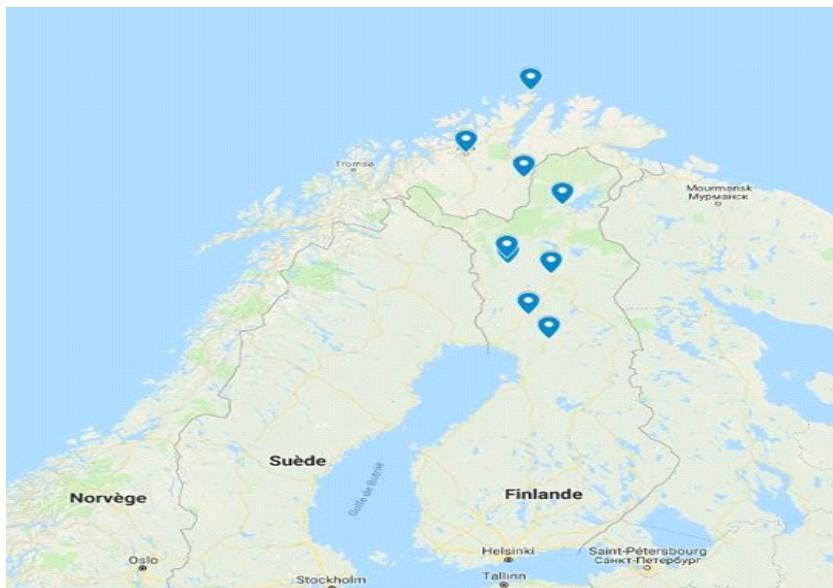 Tromsø
Mourmansk
Мурманск
Suède
Norvège
Golfe de Botnie
Finlande
Oslo
Helsinki
Saint-Pétersbourg
Санкт-Петербург
Tallinn
Stockholm